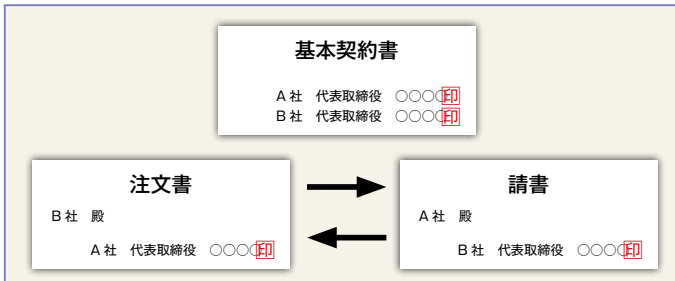 基本契約書
A社 代表取締役 ○○○○印
B社 代表取締役 ○○○○印
注文書
B社 殿
A社 代表取締役 ○○○○印
請書
A社 殿
B社 代表取締役 ○○○○印